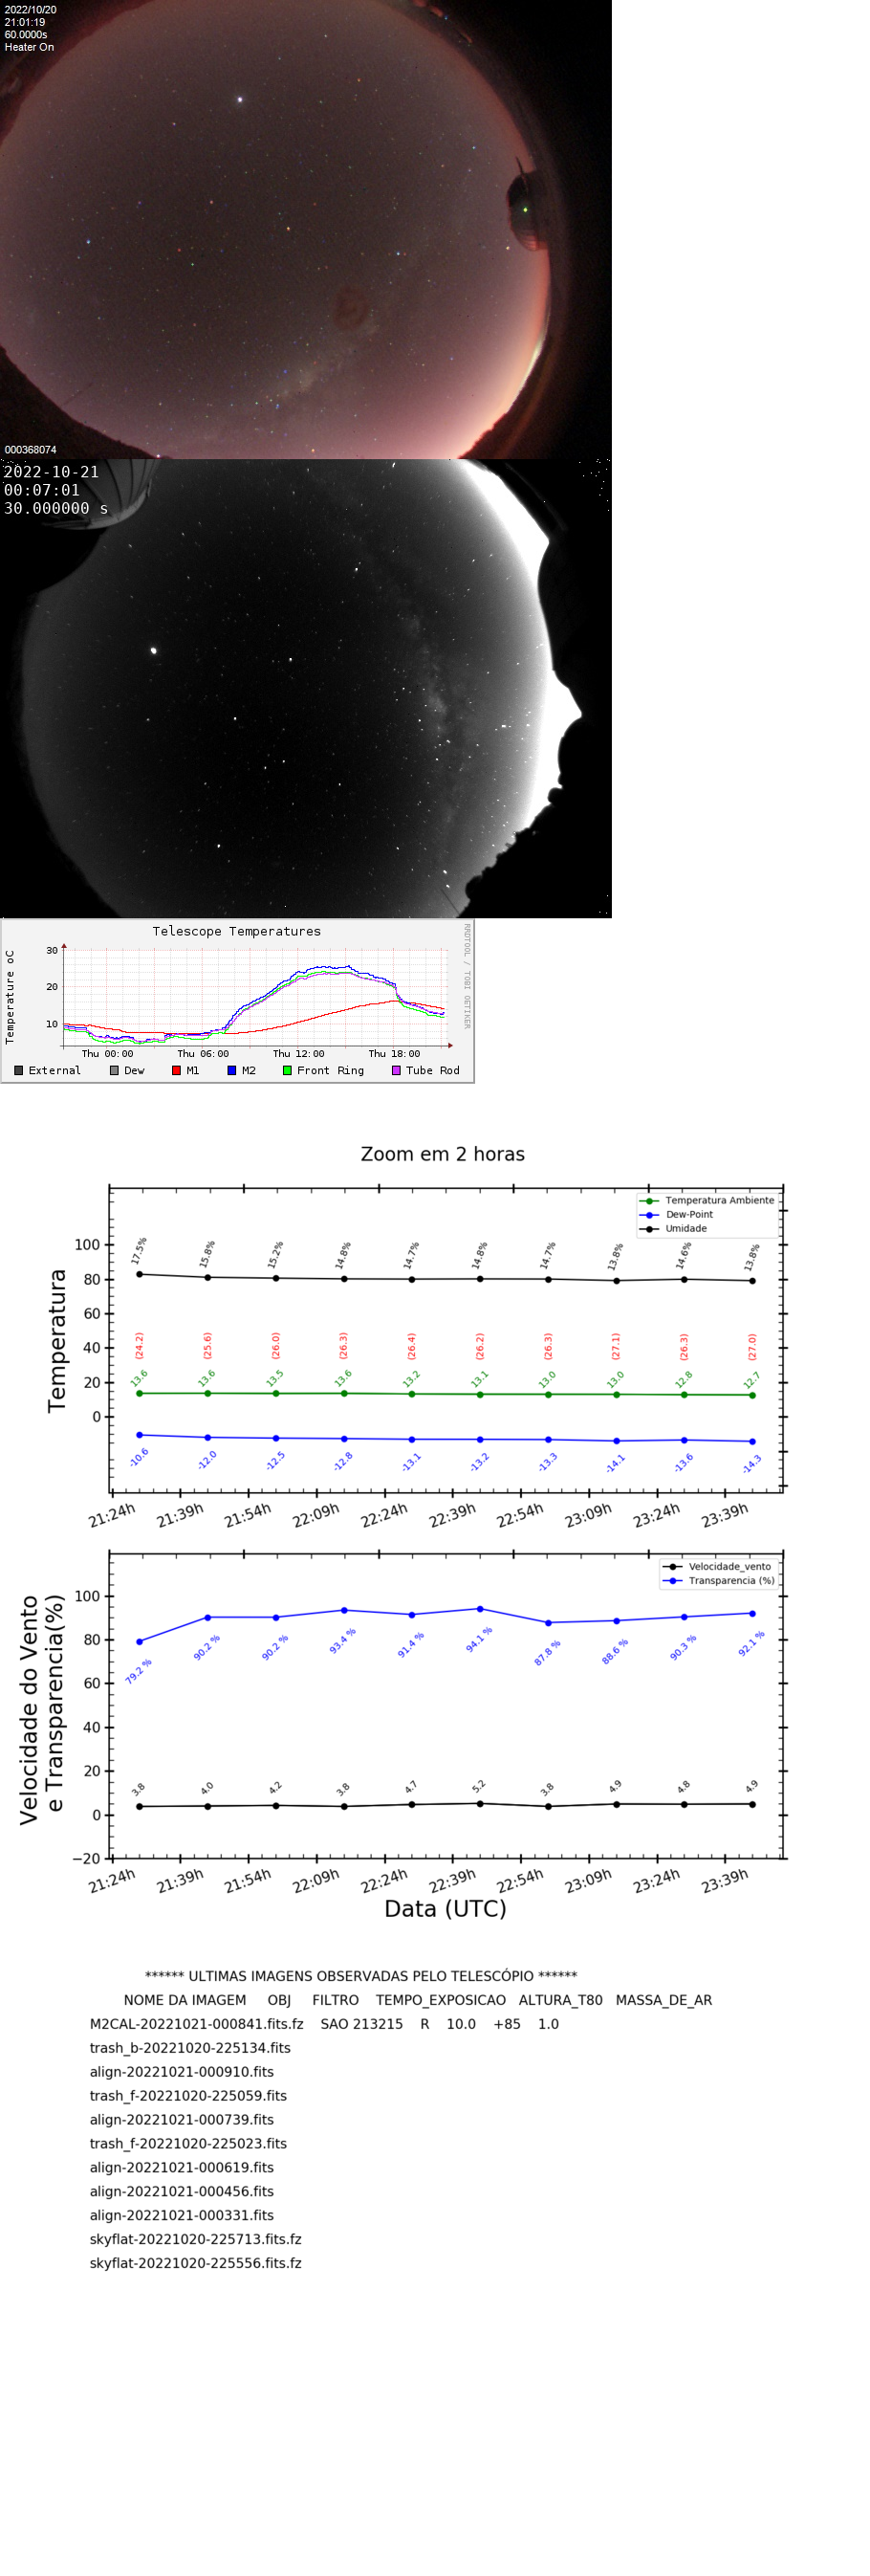 2022/10/20
21:01:19
60.0000s
Heater On
000368074
2022-10-21
00:07:01
30.000000 s
Telescope Temperatures
RRDTOOL / TOBI OETIKER
Temperature oC
30
20
10
Thu 00:00 Thu 06:00 Thu 12:00 Thu 18:00
External Dew M1 M2 Front Ring Tube Rod
Zoom em 2 horas
Temperatura Ambiente
Dew-Point
Umidade
Temperatura
100
80
60
40
20
0
17.5% 15.8% 15.2% 14.8% 14.7% 14.8% 14.7% 13.8% 14.6% 13.8%
(24.2) (25.6) (26.0) (26.3) (26.4) (26.2) (26.3) (27.1) (26.3) (27.0)
13.6 13.6 13.5 13.6 13.2 13.1 13.0 13.0 12.8 12.7
-10.6 -12.0 -12.5 -12.8 -13.1 -13.2 -13.3 -14.1 -13.6 -14.3
21:24h 21:39h 21:54h 22:09h 22:24h 22:39h 22:54h 23:09h 23:24h 23:39h
Velocidade_vento
Transparencia (%)
Velocidade do Vento
e Transparencia(%)
100
80
60
40
20
0
−20
79.2 % 90.2 % 90.2 % 93.4 % 91.4 % 94.1 % 87.8 % 88.6 % 90.3 % 92.1 %
3.8 4.0 4.2 3.8 4.7 5.2 3.8 4.9 4.8 4.9
21:24h 21:39h 21:54h 22:09h 22:24h 22:39h 22:54h 23:09h 23:24h 23:39h
Data (UTC)
****** ULTIMAS IMAGENS OBSERVADAS PELO TELESCÓPIO ******
NOME DA IMAGEM OBJ FILTRO TEMPO_EXPOSICAO ALTURA_T80 MASSA_DE_AR
M2CAL-20221021-000841.fits.fz SAO 213215 R 10.0 +85 1.0
trash_b-20221020-225134.fits
align-20221021-000910.fits
trash_f-20221020-225059.fits
align-20221021-000739.fits
trash_f-20221020-225023.fits
align-20221021-000619.fits
align-20221021-000456.fits
align-20221021-000331.fits
skyflat-20221020-225713.fits.fz
skyflat-20221020-225556.fits.fz